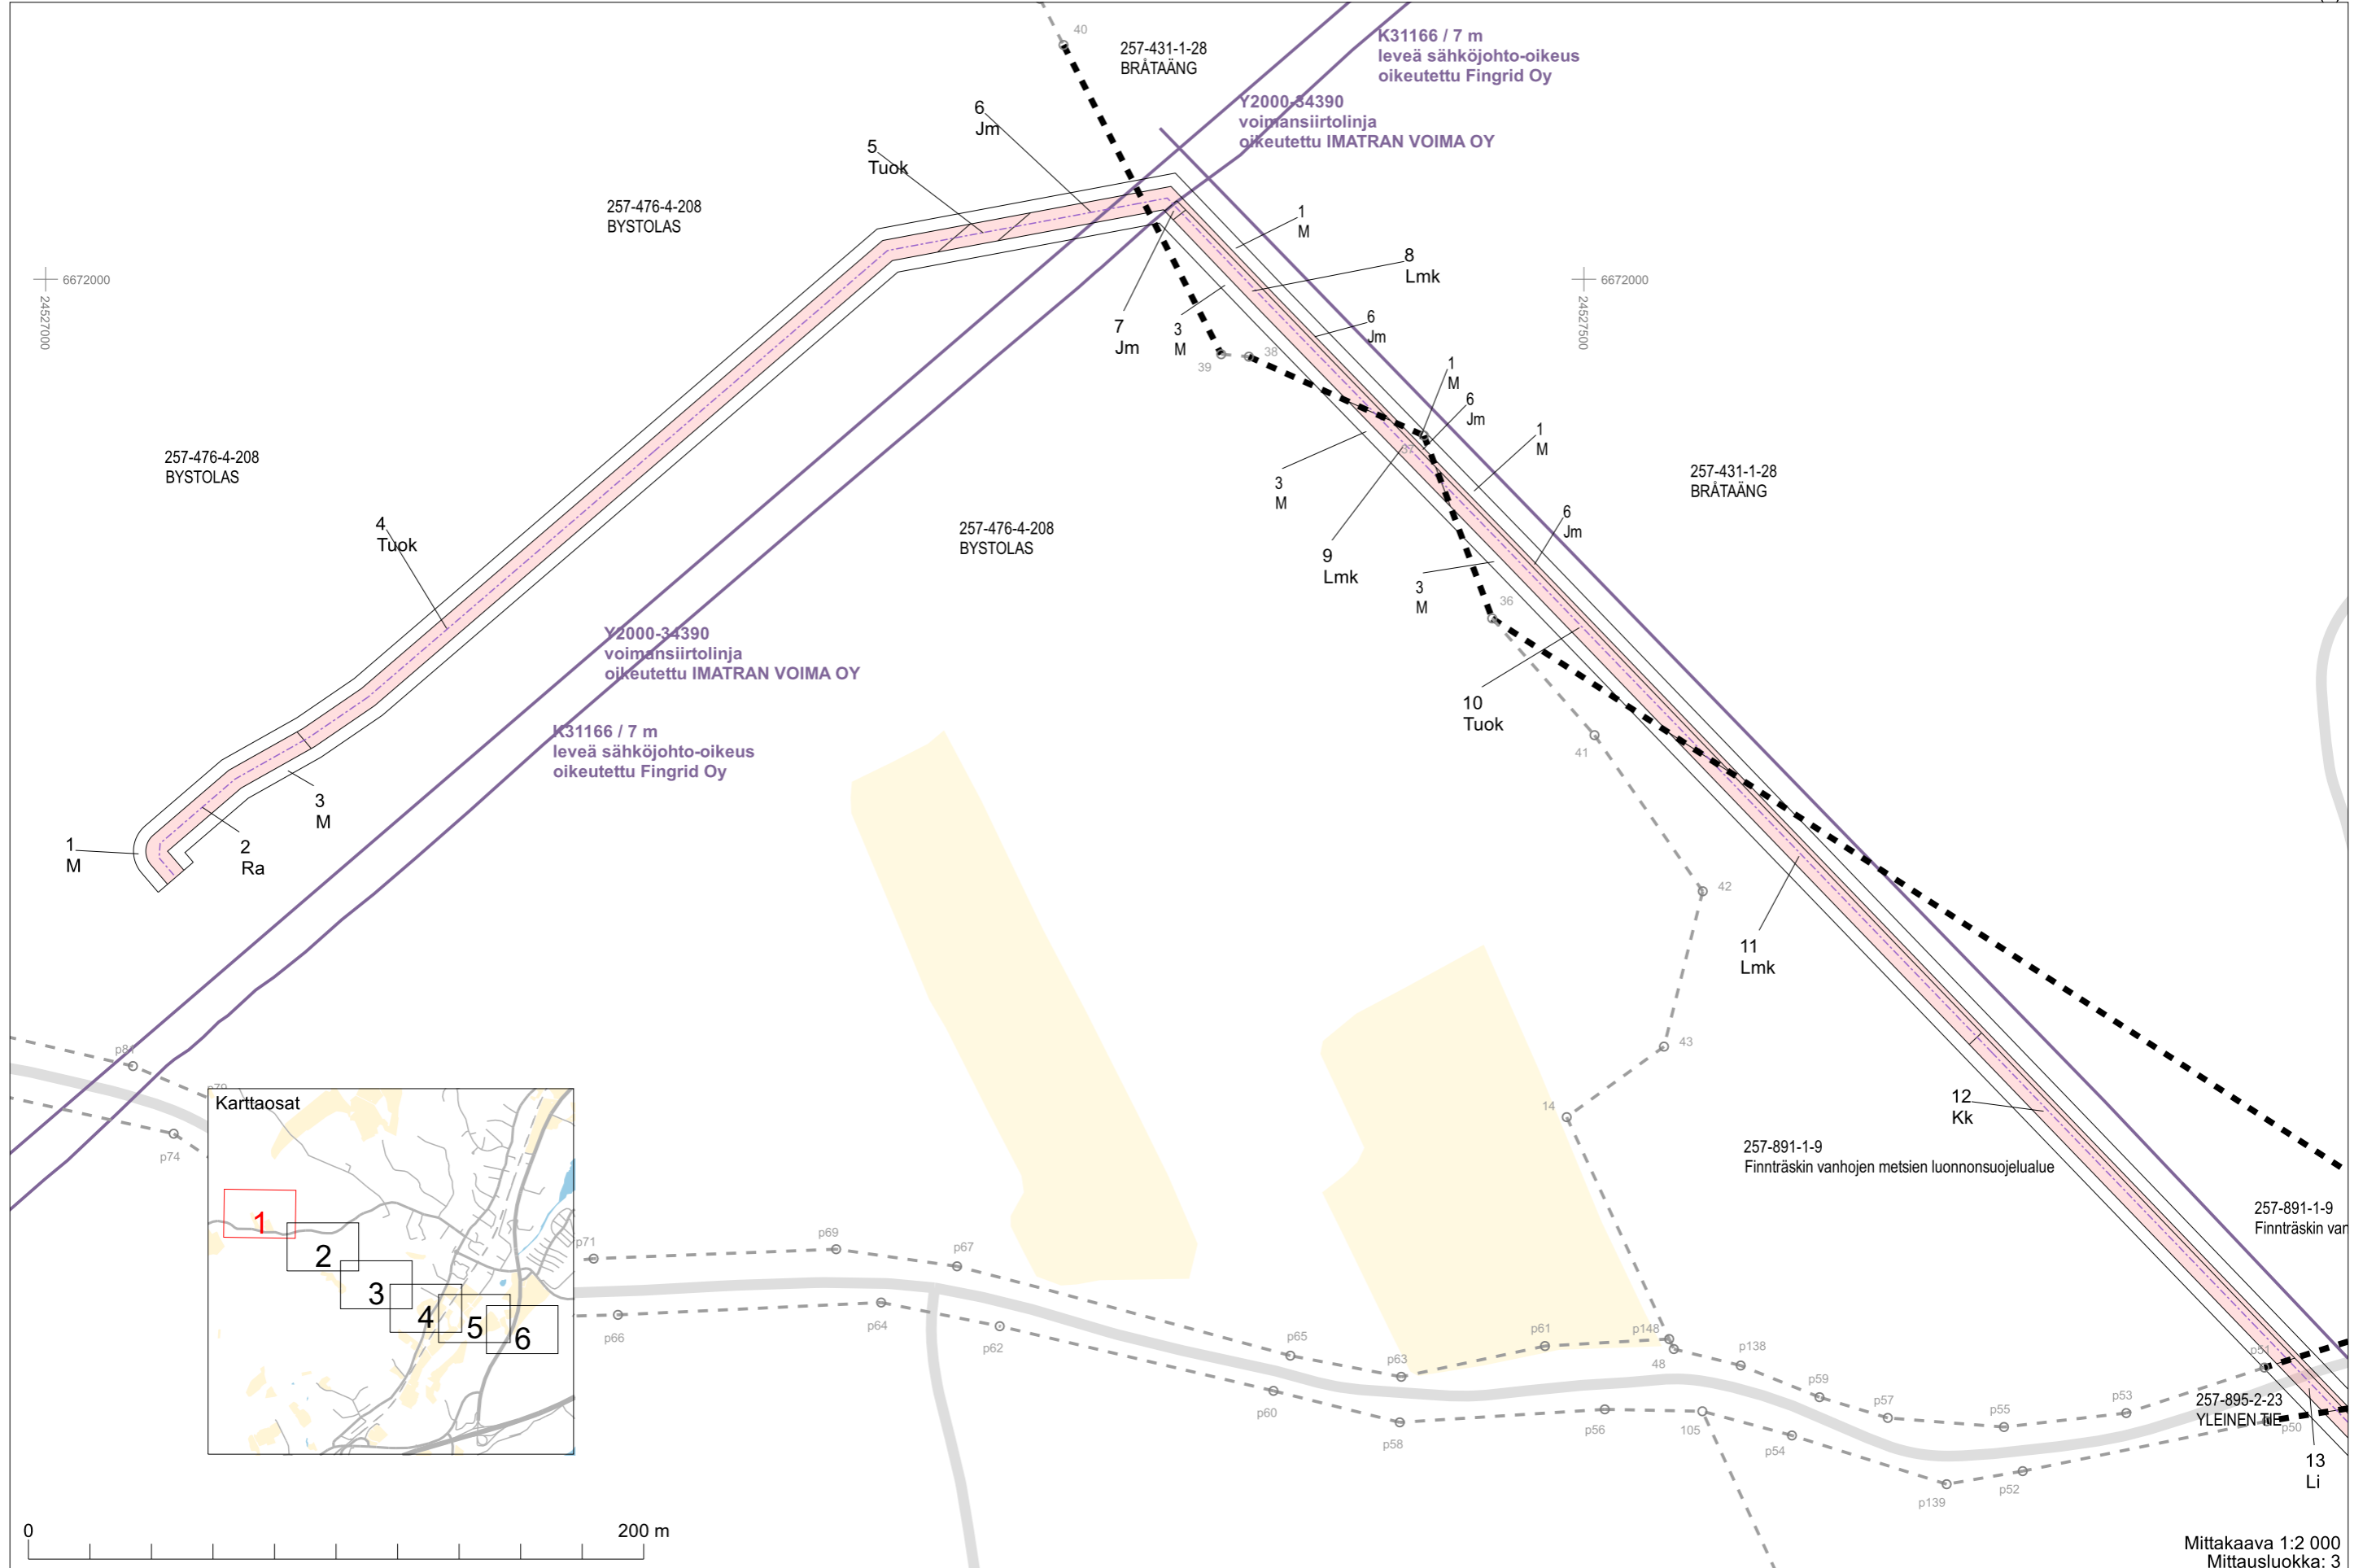 40
257-431-1-28
BRÅTAÄNG
K31166 / 7 m
leveä sähköjohto-oikeus
oikeutettu Fingrid Oy
Y2000-34390
voimansiirtolinja
oikeutettu IMATRAN VOIMA OY
6
Jm
5
Tuok
257-476-4-208
BYSTOLAS
1
M
8
Lmk
6672000
24527000
6672000
24527500
7
Jm
3
M
6
Jm
39
38
1
M
6
Jm
37
1
M
257-476-4-208
BYSTOLAS
3
M
257-431-1-28
BRÅTAÄNG
4
Tuok
257-476-4-208
BYSTOLAS
9
Lmk
6
Jm
3
M
36
Y2000-34390
voimansiirtolinja
oikeutettu IMATRAN VOIMA OY
10
Tuok
K31166 / 7 m
leveä sähköjohto-oikeus
oikeutettu Fingrid Oy
41
3
M
1
M
2
Ra
42
11
Lmk
43
p81
p79
14
12
Kk
Karttaosat
p74
257-891-1-9
Finnträskin vanhojen metsien luonnonsuojelualue
257-891-1-9
Finnträskin van
1
2
3
4
5
6
p71
p69
p67
p66
p64
p62
p65
p63
p61
p148
48
p138
p51
p60
p58
p56
105
p54
p59
p57
p55
p53
257-895-2-23
YLEINEN TIE
p50
p139
p52
13
Li
0
200 m
Mittakaava 1:2 000
Mittausluokka: 3